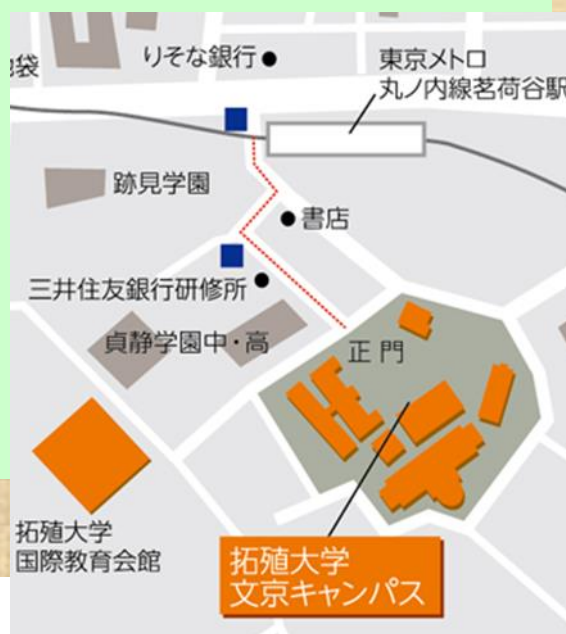 りそな銀行
東京メトロ
丸ノ内線茗荷谷駅
袋
跡見学園
書店
三井住友銀行研修所
貞静学園中・高
正門
拓殖大学
国際教育会館
拓殖大学
文京キャンパス